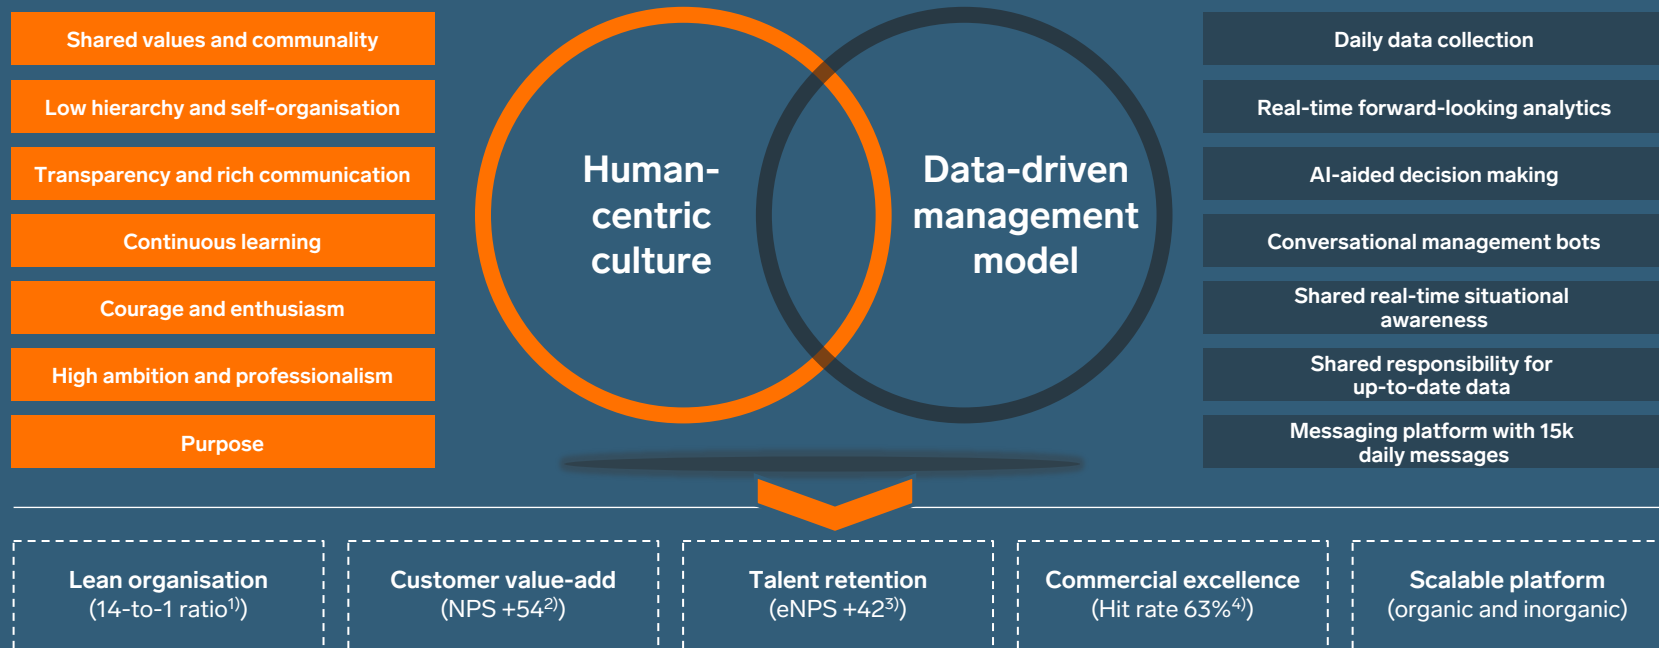 Shared values and communality
Low hierarchy and self-organisation
Transparency and rich communication
Continuous learning
Courage and enthusiasm
High ambition and professionalism
Purpose
Human-
centric
culture
Data-driven
management
model
Daily data collection
Real-time forward-looking analytics
AI-aided decision making
Conversational management bots
Shared real-time situational
awareness
Shared responsibility for
up-to-date data
Messaging platform with 15k
daily messages
Lean organisation
(14-to-1 ratio¹⁾)
Customer value-add
(NPS +54²⁾)
Talent retention
(eNPS +42³⁾)
Commercial excellence
(Hit rate 63%⁴⁾)
Scalable platform
(organic and inorganic)